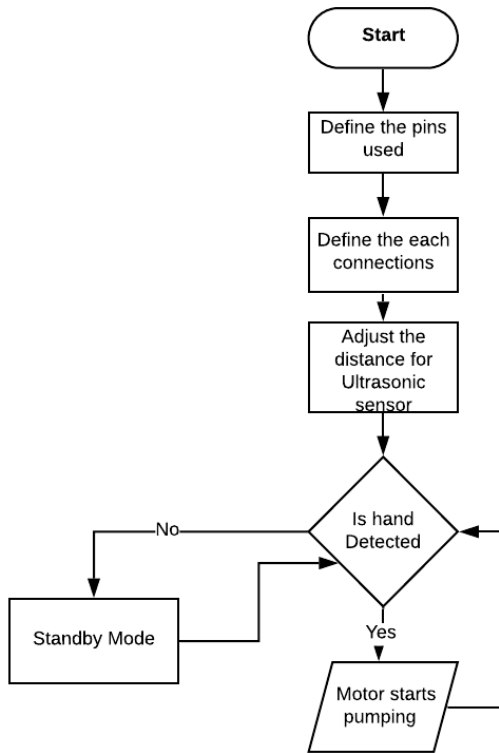 Start
Define the pins
used
Define the each
connections
Adjust the
distance for
Ultrasonic
sensor
Is hand
Detected
No
Standby Mode
Yes
Motor starts
pumping